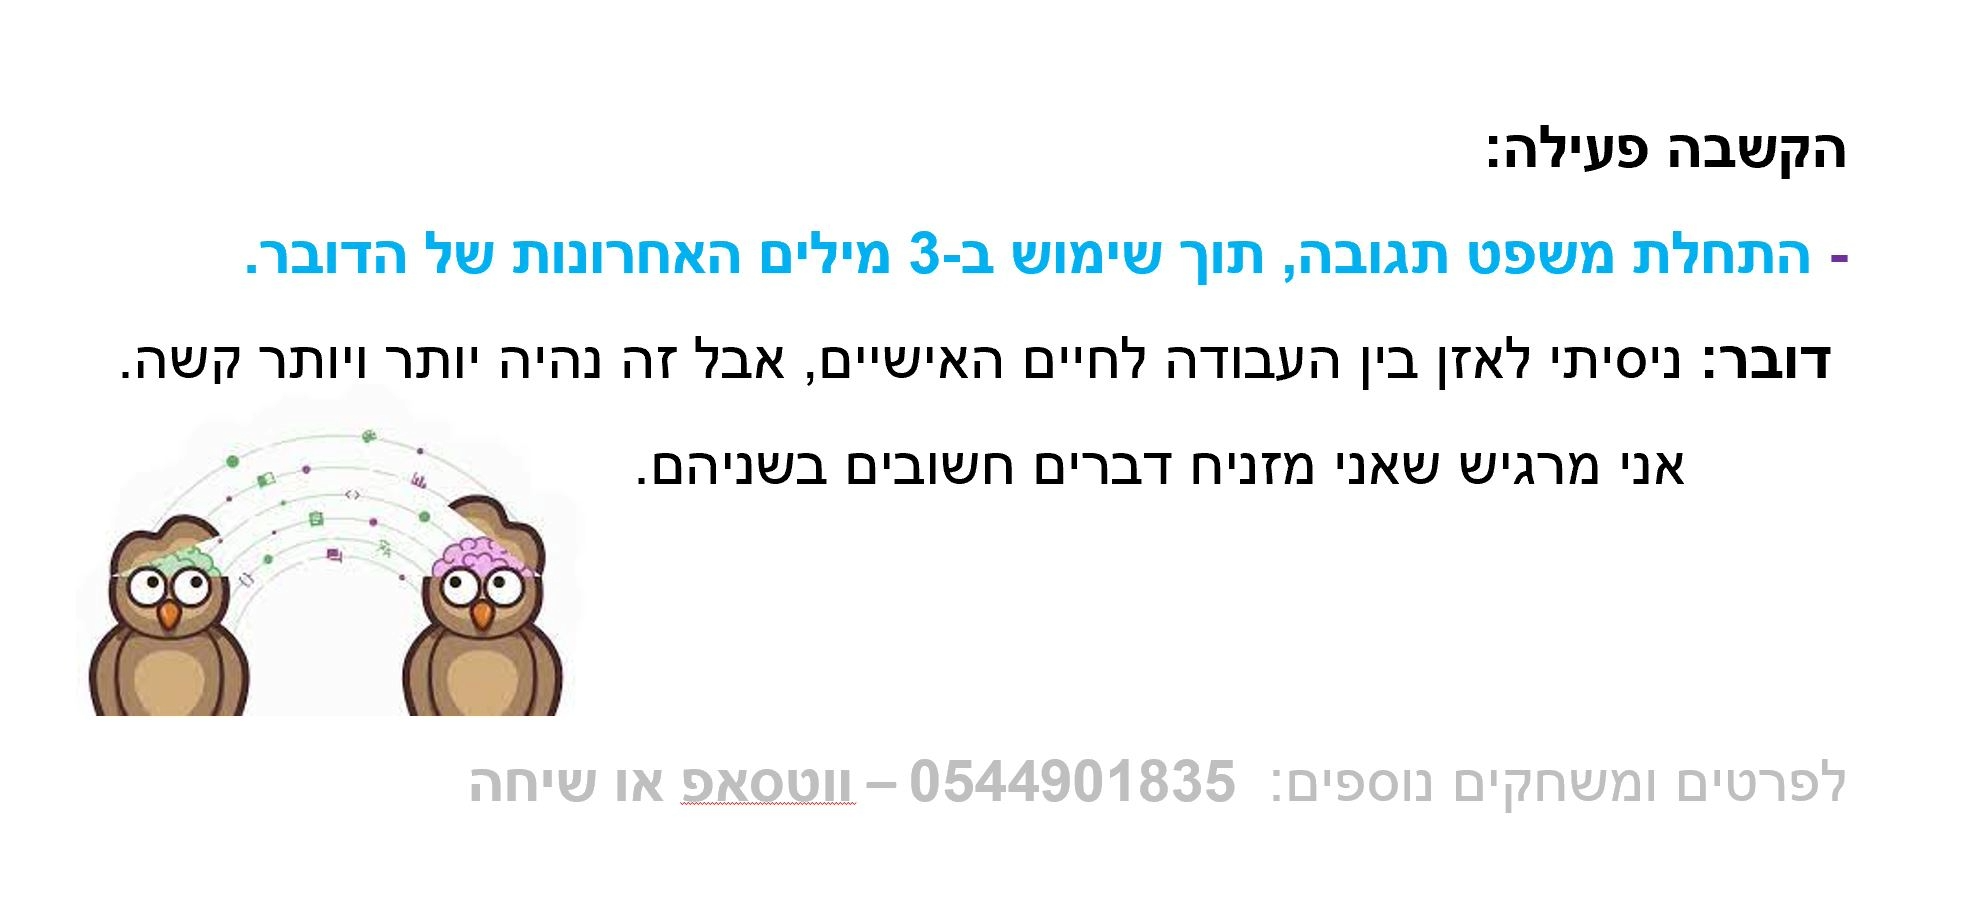 הקשבה פעילה:
- התחלת משפט תגובה, תוך שימוש ב-3 מילים האחרונות של הדובר.
דובר: ניסיתי לאזן בין העבודה לחיים האישיים, אבל זה נהיה יותר ויותר קשה.
אני מרגיש שאני מזניח דברים חשובים בשניהם.
לפרטים ומשחקים נוספים: 0544901835 – ווטסאפ או שיחה